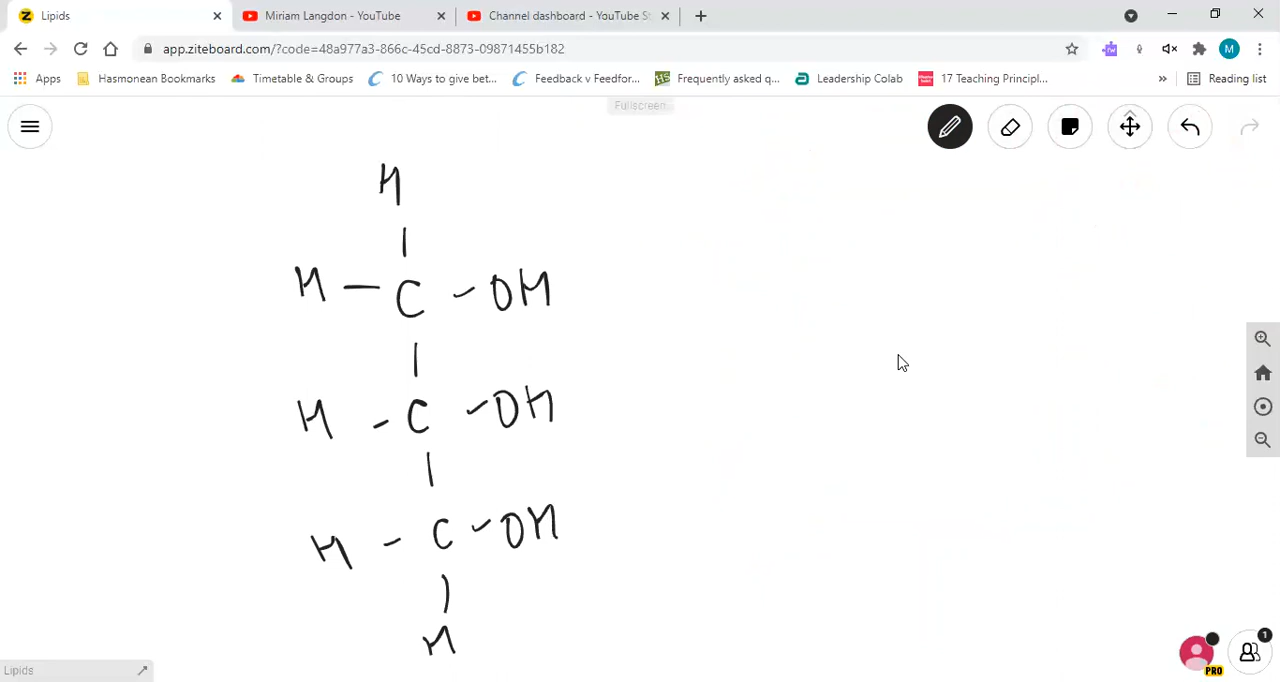 Lipids
Miriam Langdon - YouTube
Channel dashboard - YouTube St
app.ziteboard.com/?code=48a977a3-866c-45cd-8873-09871455b182
M
Apps
Hasmonean Bookmarks
Timetable & Groups
10 Ways to give bet...
Feedback v Feedfor...
Frequently asked q...
Leadership Colab
17 Teaching Principl...
»
Reading list
Fullscreen
H
H - C - OH
H - C - OH
H - C - OH
H
Lipids
PRO
1